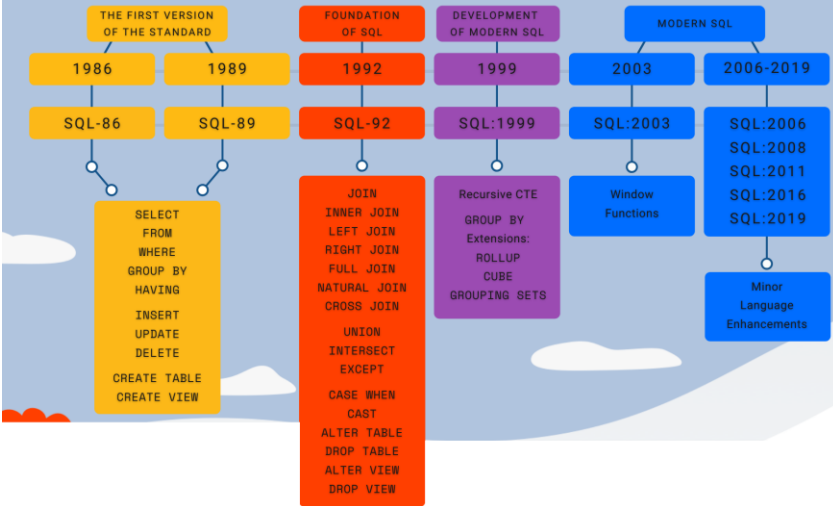 THE FIRST VERSION
OF THE STANDARD
FOUNDATION
OF SQL
DEVELOPMENT
OF MODERN SQL
MODERN SQL
1986
1989
1992
1999
2003
2006-2019
SQL-86
SQL-89
SQL-92
SQL:1999
SQL:2003
SQL:2006
SQL:2008
SQL:2011
SQL:2016
SQL:2019
SELECT
FROM
WHERE
GROUP BY
HAVING
INSERT
UPDATE
DELETE
CREATE TABLE
CREATE VIEW
JOIN
INNER JOIN
LEFT JOIN
RIGHT JOIN
FULL JOIN
NATURAL JOIN
CROSS JOIN
UNION
INTERSECT
EXCEPT
CASE WHEN
CAST
ALTER TABLE
DROP TABLE
ALTER VIEW
DROP VIEW
Recursive CTE
GROUP BY
Extensions:
ROLLUP
CUBE
GROUPING SETS
Window
Functions
Minor
Language
Enhancements